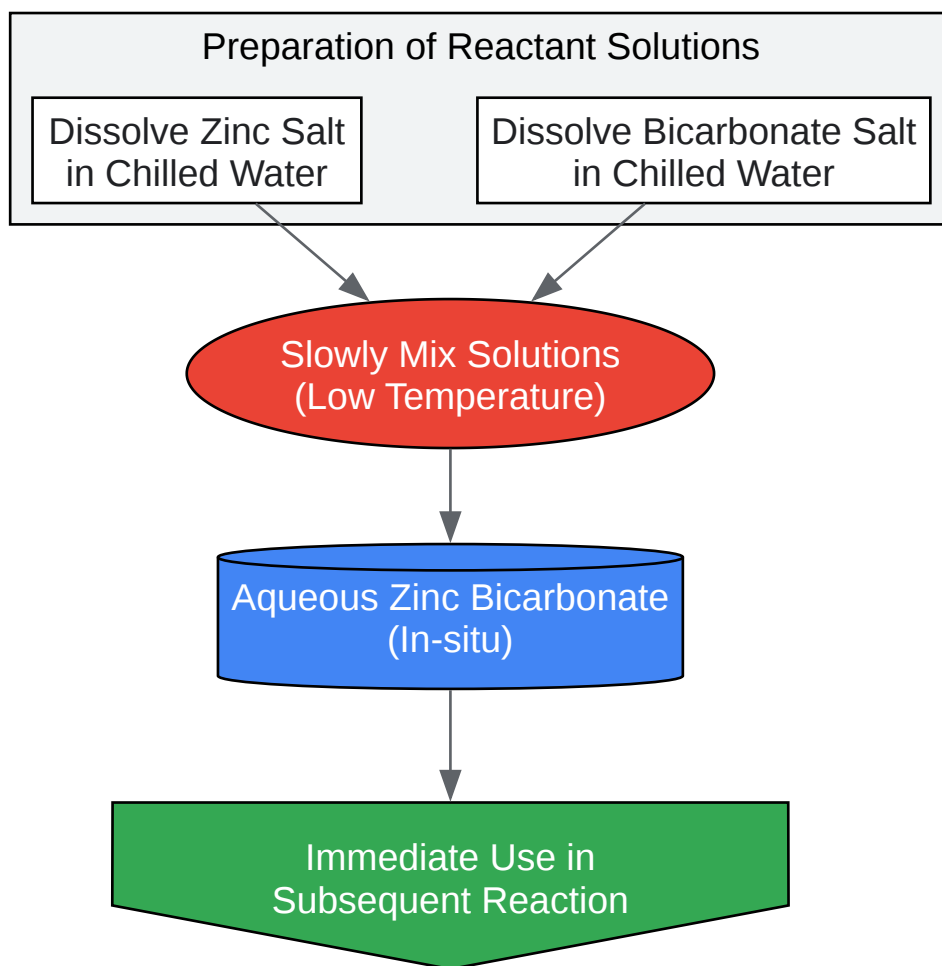 Preparation of Reactant Solutions
Dissolve Zinc Salt
in Chilled Water
Dissolve Bicarbonate Salt
in Chilled Water
Slowly Mix Solutions
(Low Temperature)
Aqueous Zinc Bicarbonate
(In-situ)
Immediate Use in
Subsequent Reaction